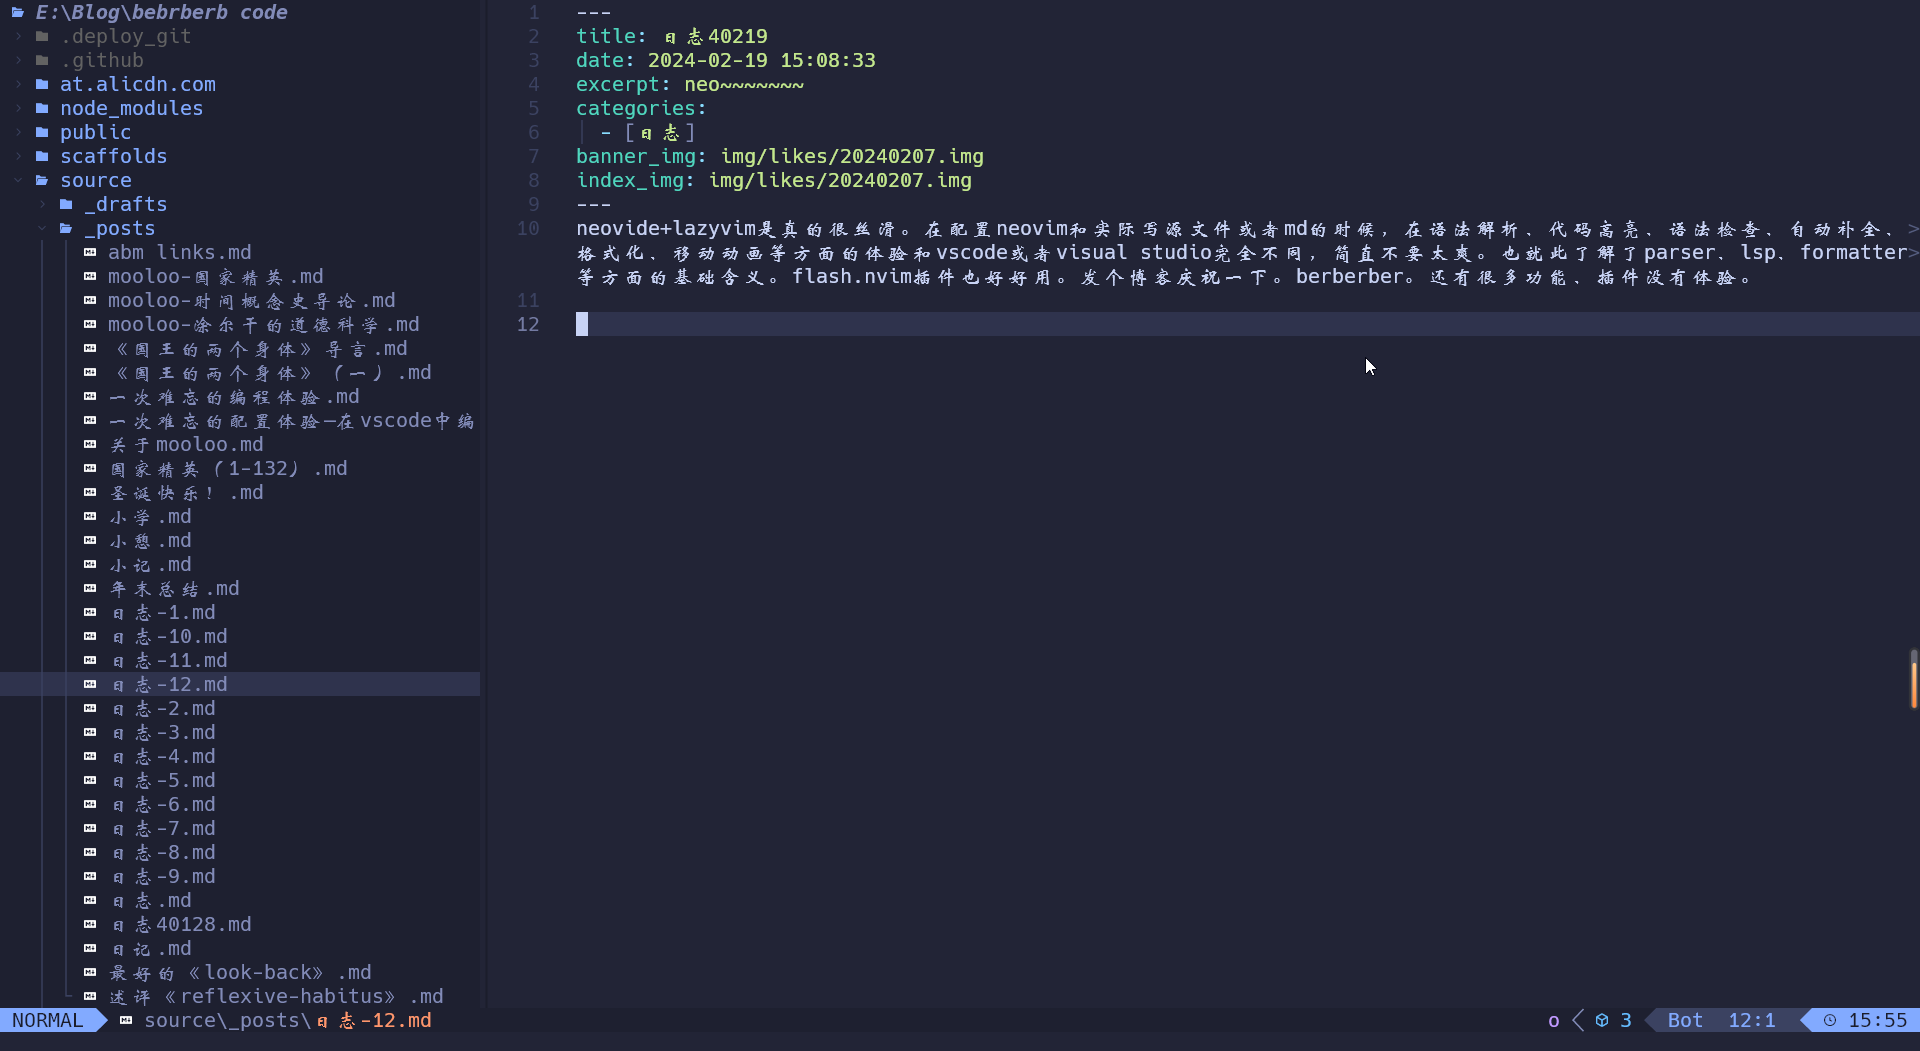 E:\Blog\bebrberb code
.deploy_git
.github
at.alicdn.com
node_modules
public
scaffolds
source
_drafts
_posts
abm links.md
mooloo-国家精英.md
mooloo-时间概念史导论.md
mooloo-涂尔干的道德科学.md
《国王的两个身体》导言.md
《国王的两个身体》（一）.md
一次难忘的编程体验.md
一次难忘的配置体验—在vscode中编
关于mooloo.md
国家精英（1-132）.md
圣诞快乐！.md
小学.md
小憩.md
小记.md
年末总结.md
日志-1.md
日志-10.md
日志-11.md
日志-12.md
日志-2.md
日志-3.md
日志-4.md
日志-5.md
日志-6.md
日志-7.md
日志-8.md
日志-9.md
日志.md
日志40128.md
日记.md
最好的《look-back》.md
述评《reflexive-habitus》.md
1 ---
2 title: 日志40219
3 date: 2024-02-19 15:08:33
4 excerpt: neo~~~~~~~
5 categories:
6 - [日志]
7 banner_img: img/likes/20240207.img
8 index_img: img/likes/20240207.img
9 ---
10 neovide+lazyvim是真的很丝滑。在配置neovim和实际写源文件或者md的时候，在语法解析、代码高亮、语法检查、自动补全、>
格式化、移动动画等方面的体验和vscode或者visual studio完全不同，简直不要太爽。也就此了解了parser、lsp、formatter>
等方面的基础含义。flash.nvim插件也好好用。发个博客庆祝一下。berberber。还有很多功能、插件没有体验。
11
12
NORMAL source\_posts\日志-12.md o 3 Bot 12:1 15:55